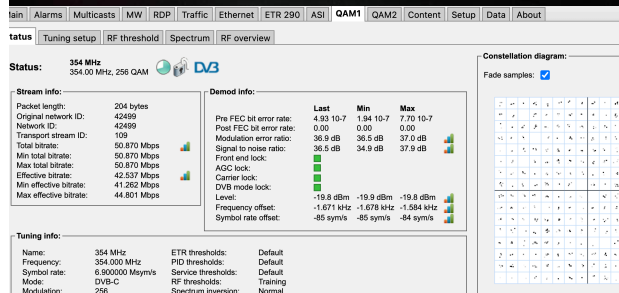 Main Alarms Multicasts MW RDP Traffic Ethernet ETR 290 ASI QAM1 QAM2 Content Setup Data About
tatus Tuning setup RF threshold Spectrum RF overview
Status: 354 MHz
354.00 MHz, 256 QAM DVB
Constellation diagram:
Fade samples:
Stream info:
Packet length: 204 bytes
Original network ID: 42499
Network ID: 42499
Transport stream ID: 109
Total bitrate: 50.870 Mbps
Min total bitrate: 50.870 Mbps
Max total bitrate: 50.870 Mbps
Effective bitrate: 42.537 Mbps
Min effective bitrate: 41.262 Mbps
Max effective bitrate: 44.801 Mbps
Demod info:
Last Min Max
Pre FEC bit error rate: 4.93 10-7 1.94 10-7 7.70 10-7
Post FEC bit error rate: 0.00 0.00 0.00
Modulation error ratio: 36.9 dB 36.5 dB 37.0 dB
Signal to noise ratio: 36.5 dB 34.9 dB 37.9 dB
Front end lock:
AGC lock:
Carrier lock:
DVB mode lock:
Level: -19.8 dBm -19.9 dBm -19.8 dBm
Frequency offset: -1.671 kHz -1.678 kHz -1.584 kHz
Symbol rate offset: -85 sym/s -85 sym/s -84 sym/s
Tuning info:
Name: 354 MHz ETR thresholds: Default
Frequency: 354.000 MHz PID thresholds: Default
Symbol rate: 6.900000 Msym/s Service thresholds: Default
Mode: DVB-C RF thresholds: Training
Modulation: 256 Spectrum inversion: Normal